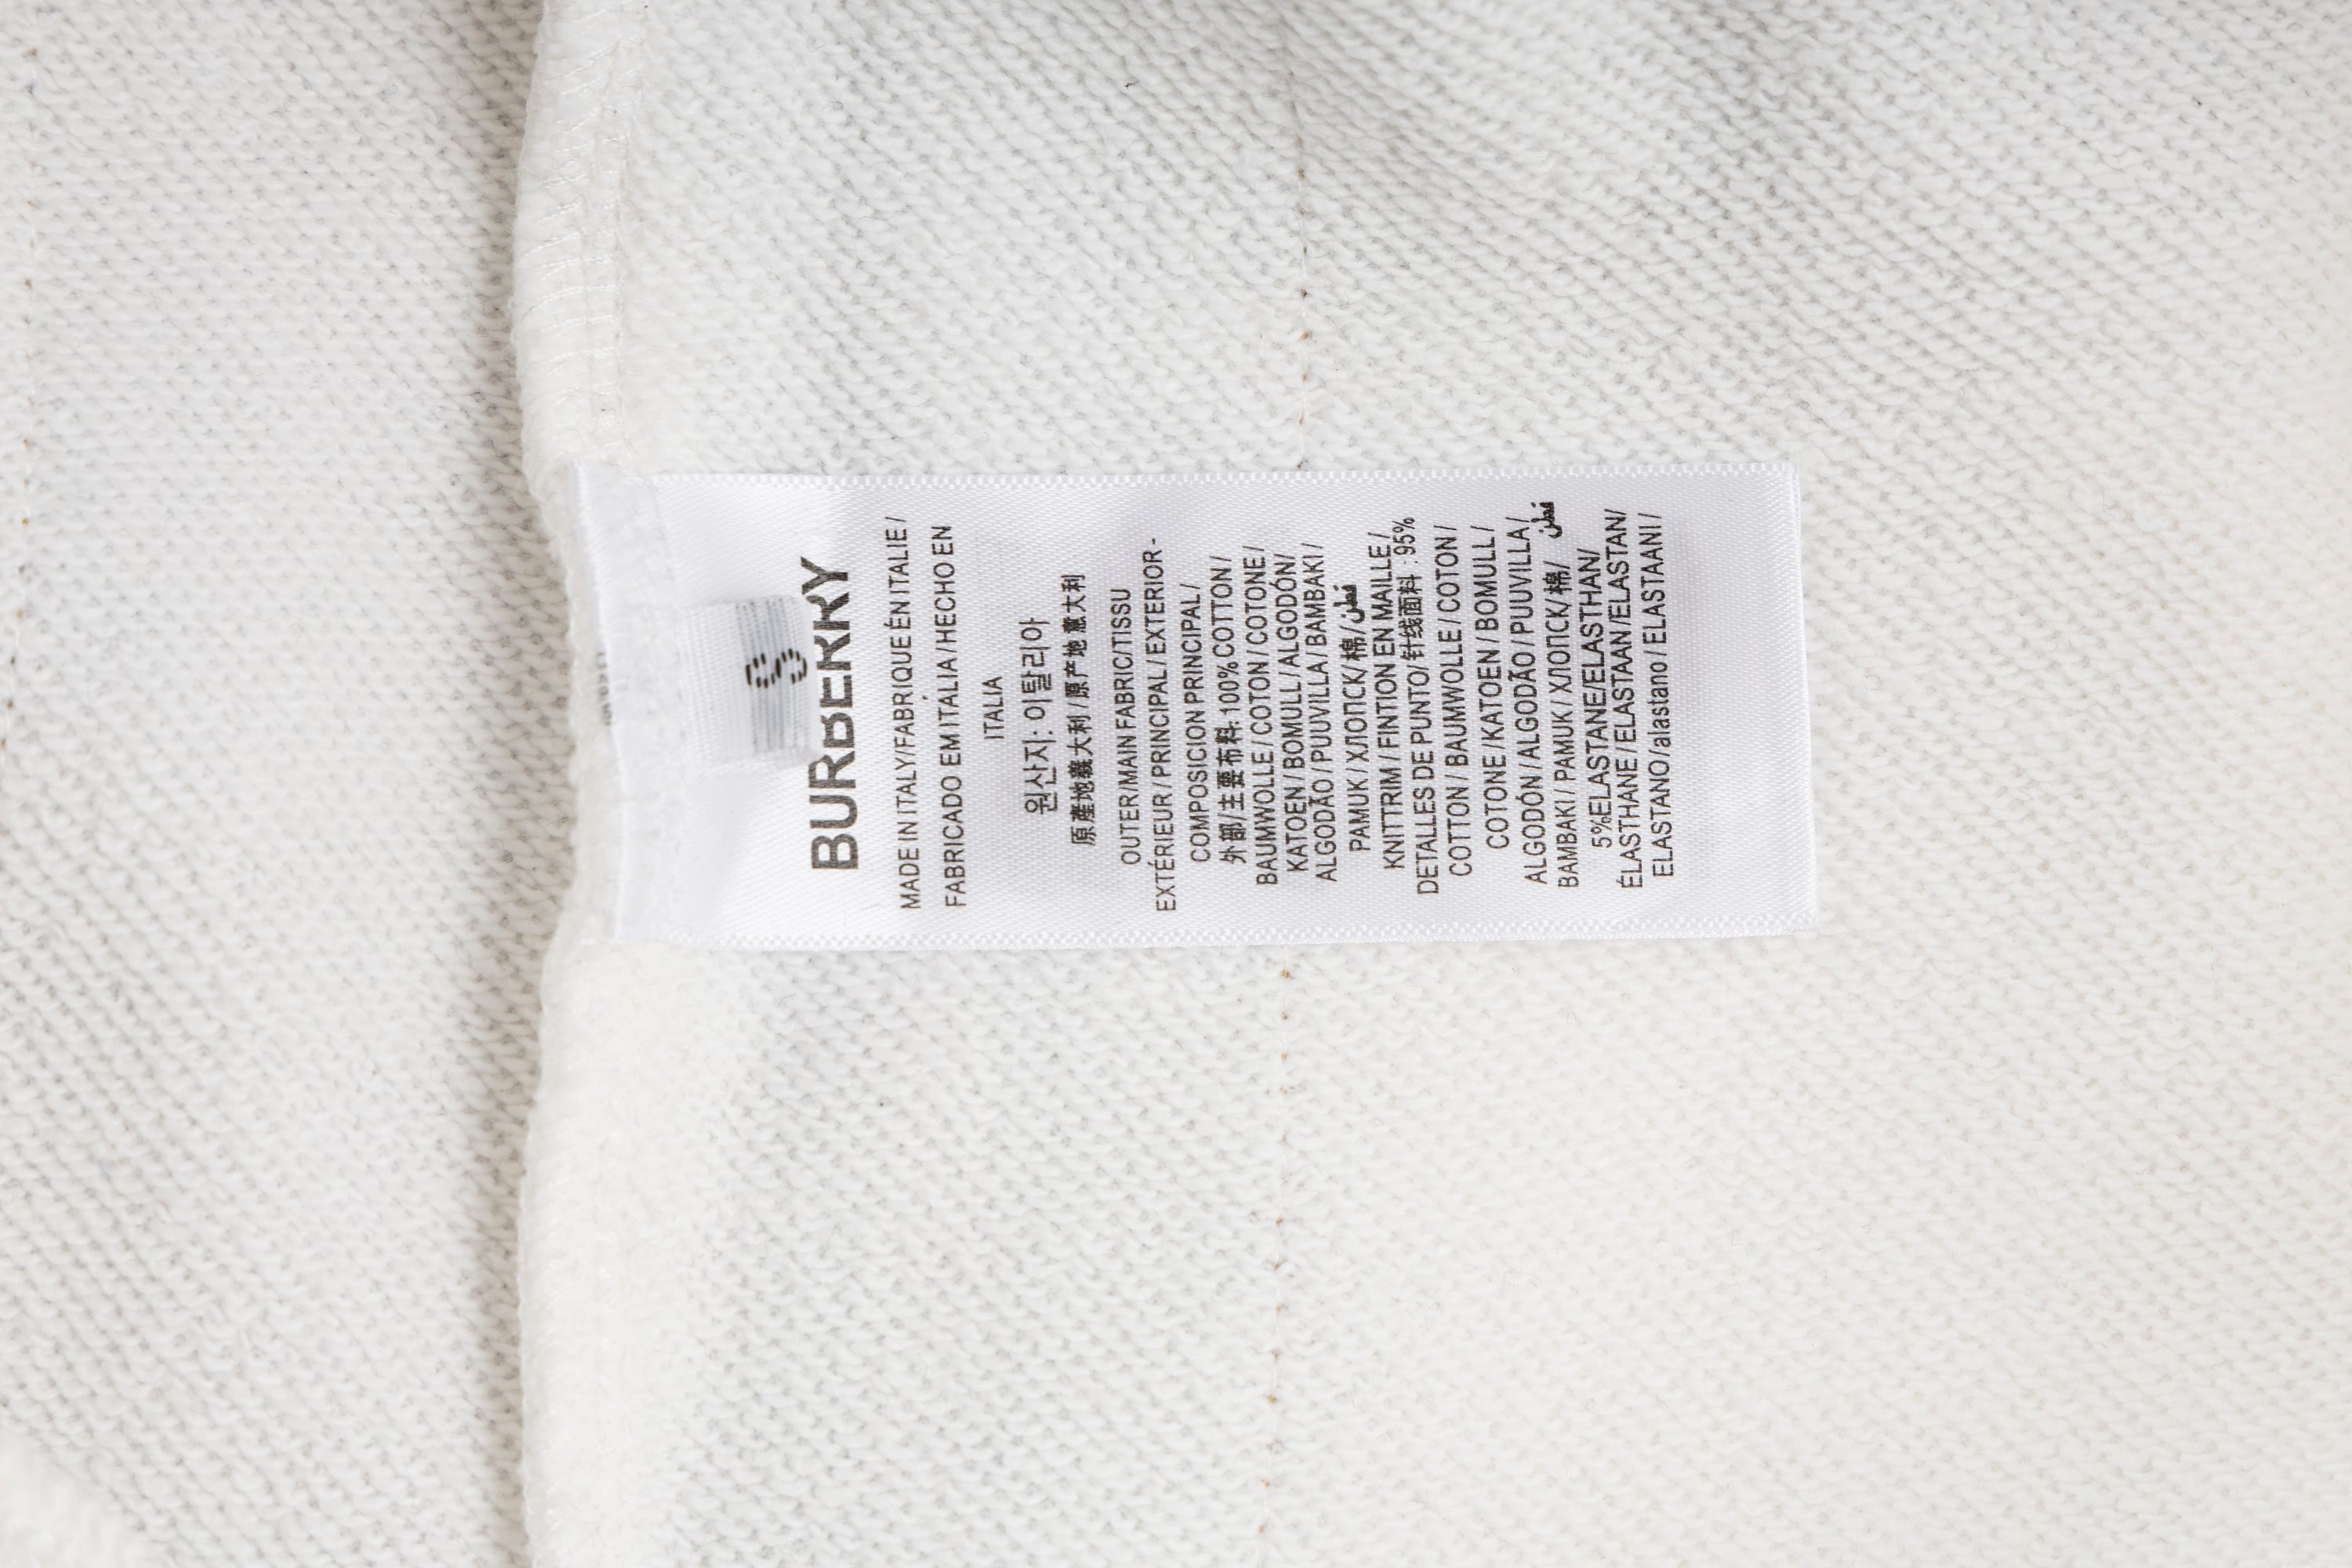 S
BURBERRY
MADE IN ITALY/FABRIQUE ÉN ITALIE /
FABRICADO EM ITÁLIA / HECHO EN
ITALIA
원산지: 이탈리아
原產地義大利 / 原产地 意大利
OUTER/MAIN FABRIC/TISSU
EXTÉRIEUR / PRINCIPAL / EXTERIOR -
COMPOSICION PRINCIPAL /
外部/主要布料:100% COTTON /
BAUMWOLLE / COTON / COTONE /
KATOEN / BOMULL / ALGODÓN/
ALGODÃO / PUUVILLA / BAMBAKI /
PAMUK / ХЛОПСК/ 棉/ قطن/
KNITTRIM / FINTION EN MAILLE /
DETALLES DE PUNTO/ 针线面料 : 95%
COTTON / BAUMWOLLE / COTON /
COTONE / KATOEN / BOMULL /
ALGODÓN / ALGODÃO / PUUVILLA/
BAMBAKI / PAMUK / ХЛОПСК/ 棉/ قطن
5%ELASTANE/ELASTHAN/
ÉLASTHANE / ELASTAAN/ELASTAN/
ELASTANO / alastano / ELASTAANI /